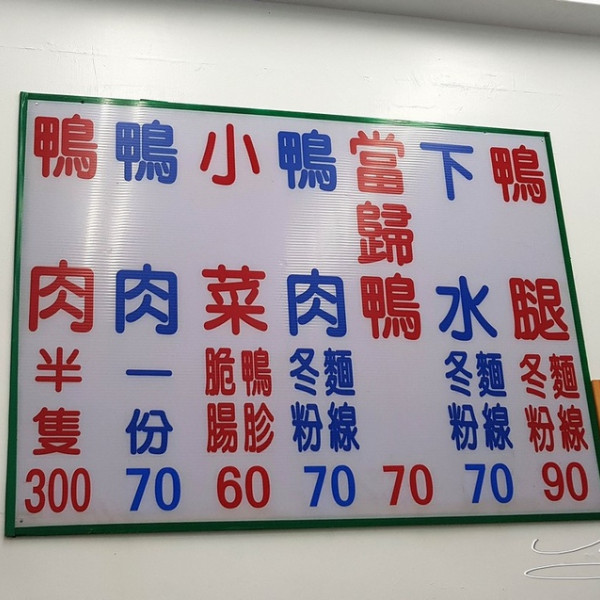 鴨腿
麵線
冬粉
90
下水
麵線
冬粉
70
當歸鴨
70
鴨肉
麵線
冬粉
70
小菜
鴨胗
脆腸
60
鴨肉
一份
70
鴨肉
半隻
300